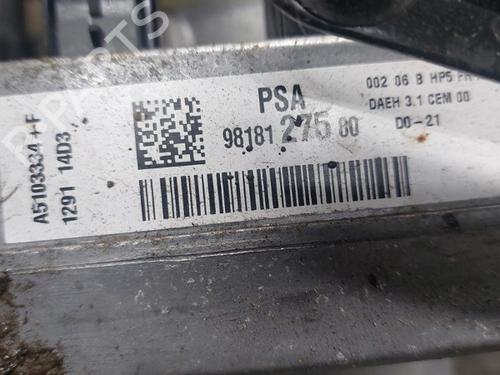 A5103334-+F
1291 14D3
PSA
98181 275 80
002 06 B HP5
DAEH 3.1 CEM 00
D0-21
B-PARTS